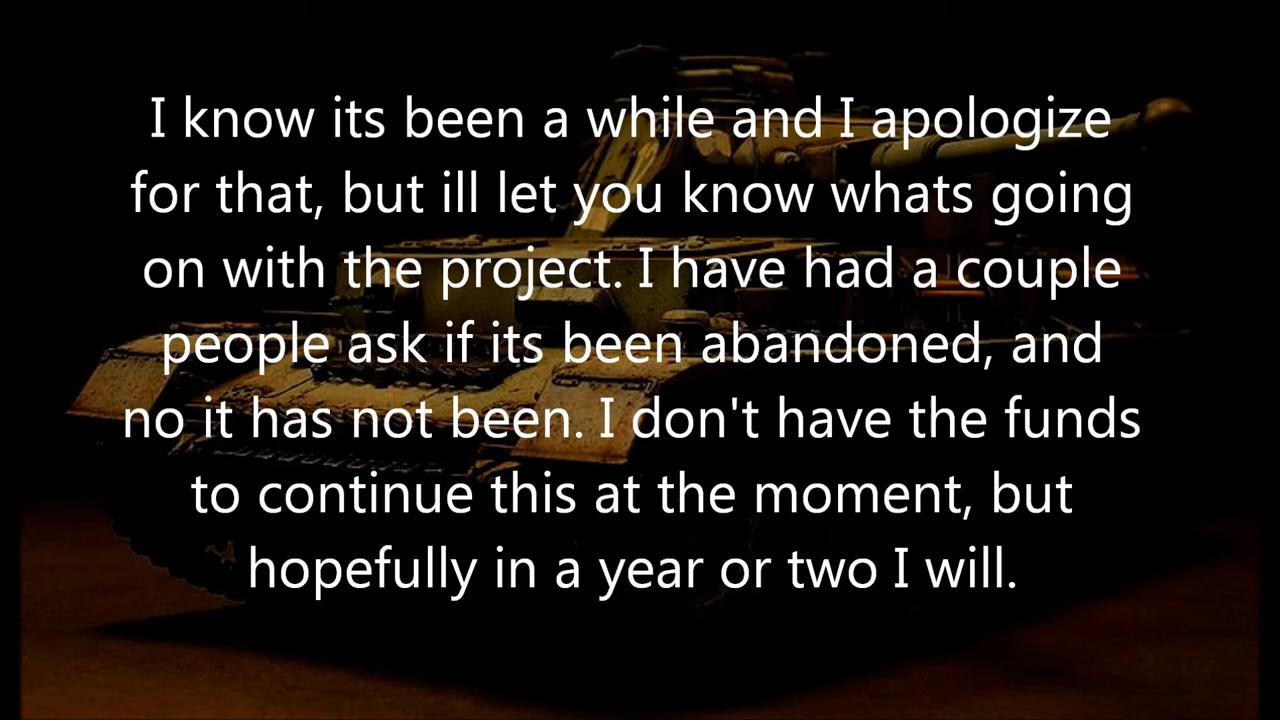 I know its been a while and I apologize
for that, but ill let you know whats going
on with the project. I have had a couple
people ask if its been abandoned, and
no it has not been. I don't have the funds
to continue this at the moment, but
hopefully in a year or two I will.